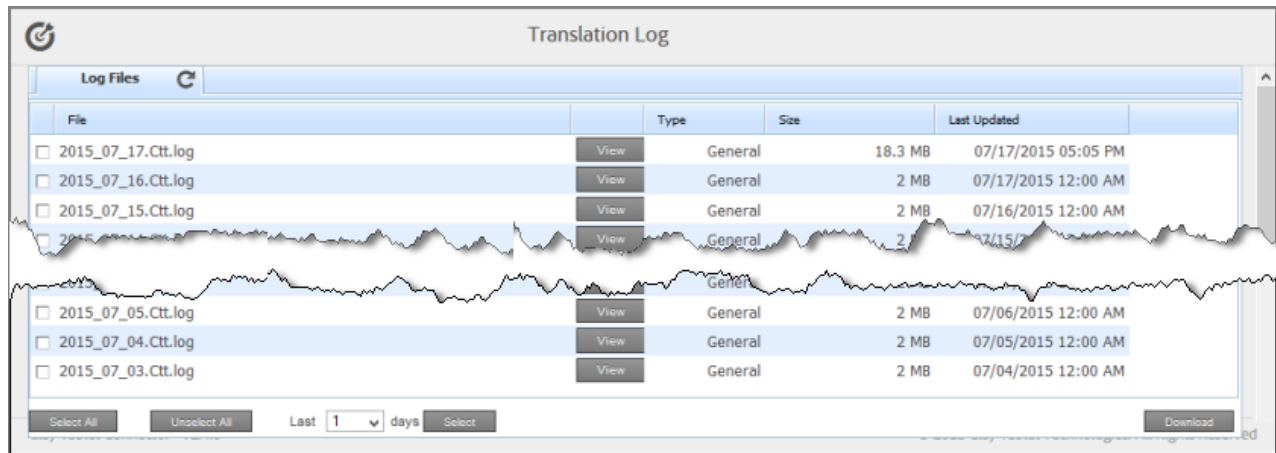 Translation Log
Log Files
File Type Size Last Updated
2015_07_17.Ctt.log View General 18.3 MB 07/17/2015 05:05 PM
2015_07_16.Ctt.log View General 2 MB 07/17/2015 12:00 AM
2015_07_15.Ctt.log View General 2 MB 07/16/2015 12:00 AM
View General 2
2015_07_05.Ctt.log View General 2 MB 07/06/2015 12:00 AM
2015_07_04.Ctt.log View General 2 MB 07/05/2015 12:00 AM
2015_07_03.Ctt.log View General 2 MB 07/04/2015 12:00 AM
Select All Unselect All Last 1 days Select Download